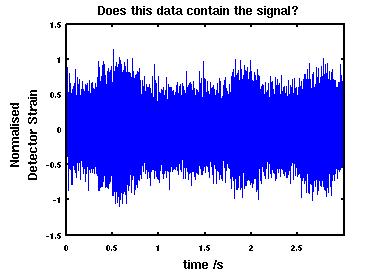 Does this data contain the signal?
1.5
1
0.5
0
-0.5
-1
-1.5
Normalised
Detector Strain
0 0.5 1 1.5 2 2.5
time /s